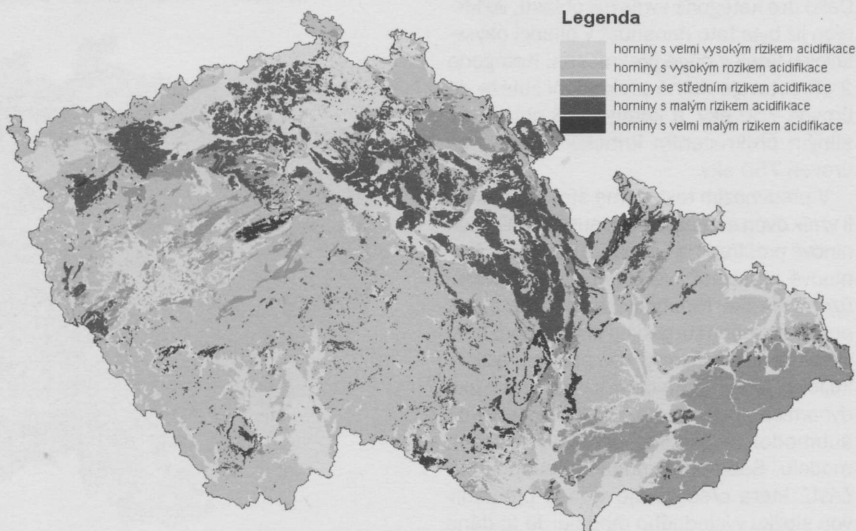 Legenda
horniny s velmi vysokým rizikem acidifikace
horniny s vysokým rozikem acidifikace
horniny se středním rizikem acidifikace
horniny s malým rizikem acidifikace
horniny s velmi malým rizikem acidifikace